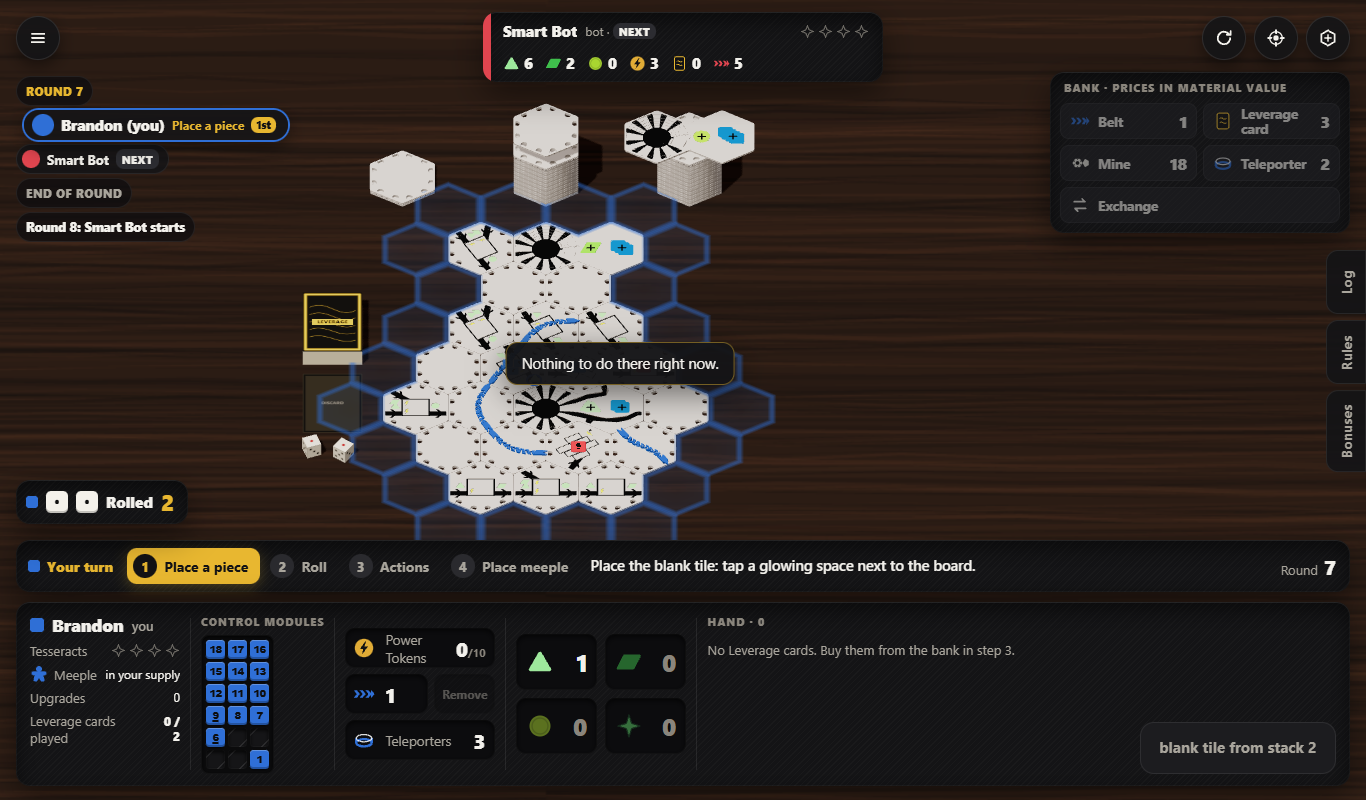 Smart Bot bot · NEXT
6 2 0 3 0 5
ROUND 7
Brandon (you) Place a piece 1st
Smart Bot NEXT
END OF ROUND
Round 8: Smart Bot starts
BANK · PRICES IN MATERIAL VALUE
Belt 1
Leverage card 3
Mine 18
Teleporter 2
Exchange
Log
Rules
Bonuses
LEVERAGE
DISCARD
Nothing to do there right now.
Rolled 2
Your turn 1 Place a piece 2 Roll 3 Actions 4 Place meeple Place the blank tile: tap a glowing space next to the board. Round 7
Brandon you
Tesseracts
Meeple in your supply
Upgrades 0
Leverage cards played 0 / 2
CONTROL MODULES
18 17 16
15 14 13
12 11 10
9 8 7
6
1
Power Tokens 0/10
1 Remove
Teleporters 3
1 0
0 0
HAND · 0
No Leverage cards. Buy them from the bank in step 3.
blank tile from stack 2